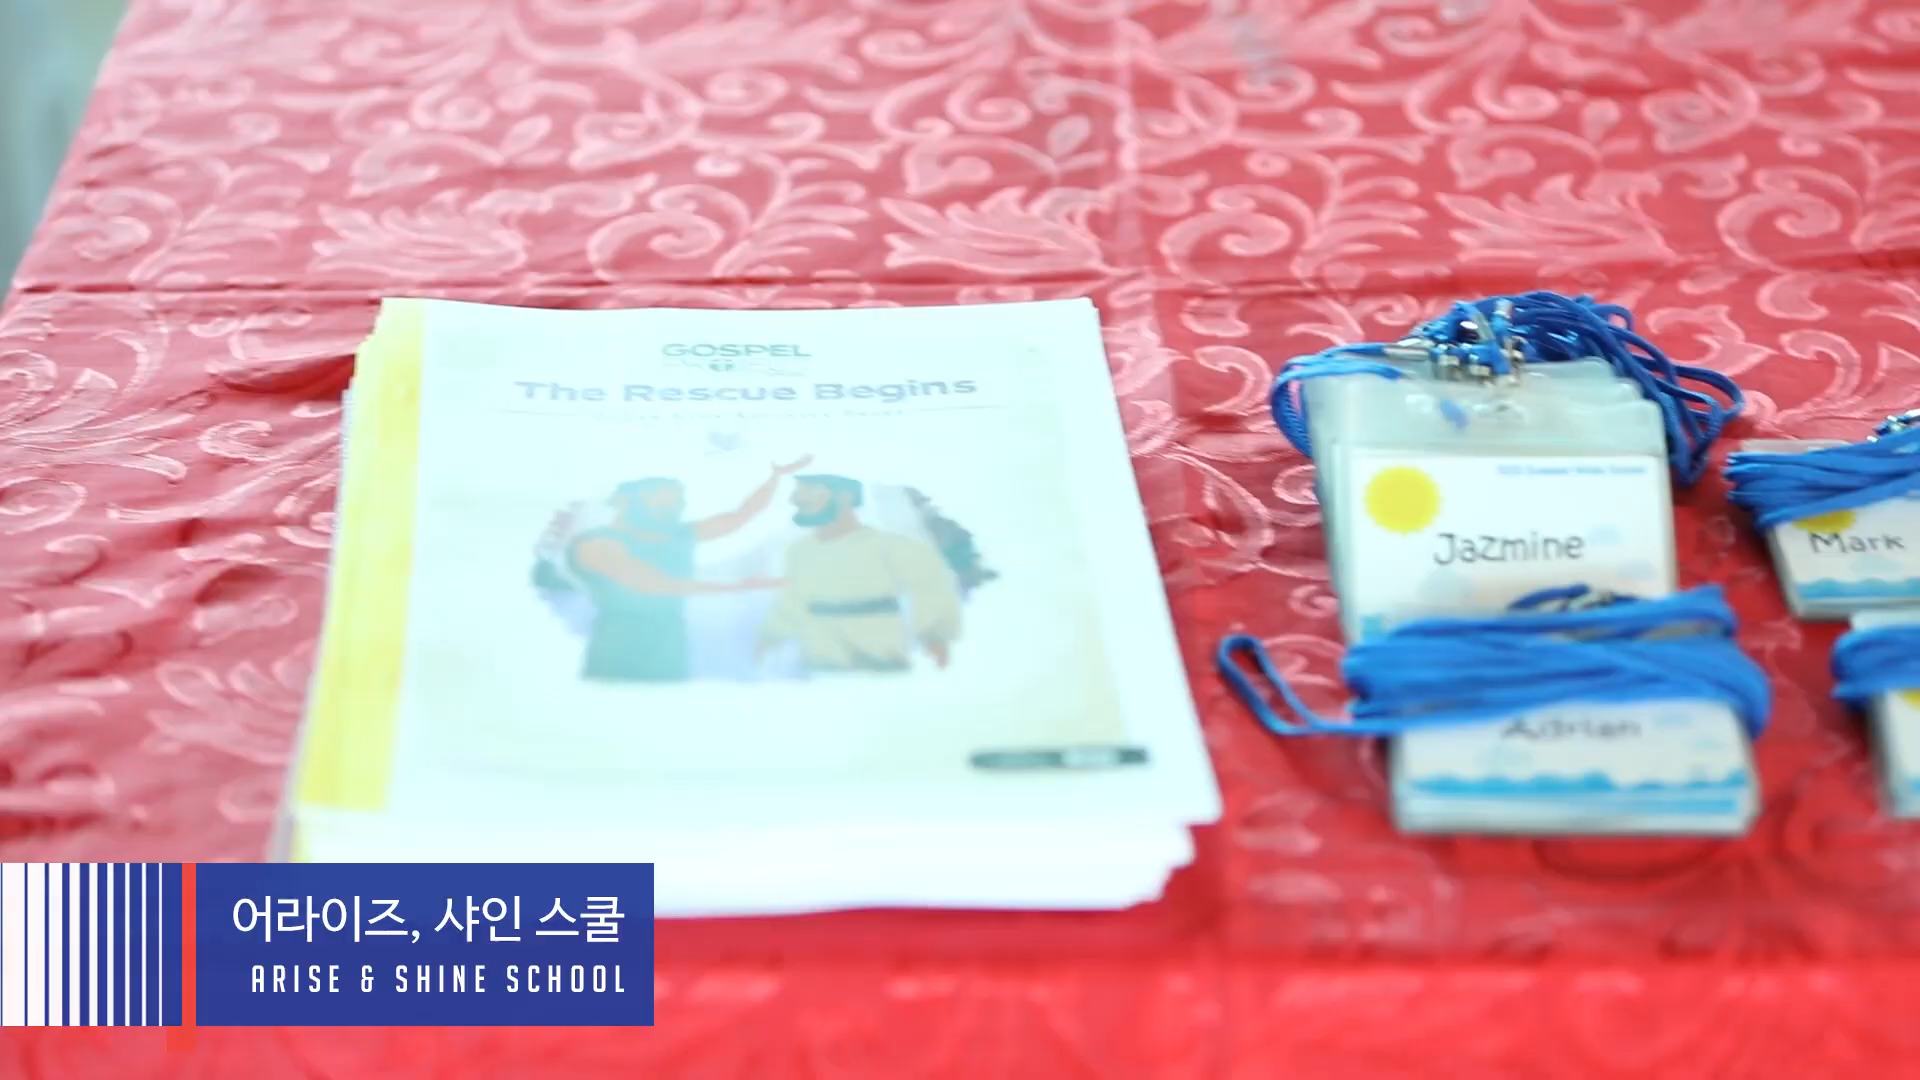 GOSPEL
The Rescue Begins
Jazmine
Mark
Adrian
어라이즈, 샤인 스쿨
ARISE & SHINE SCHOOL